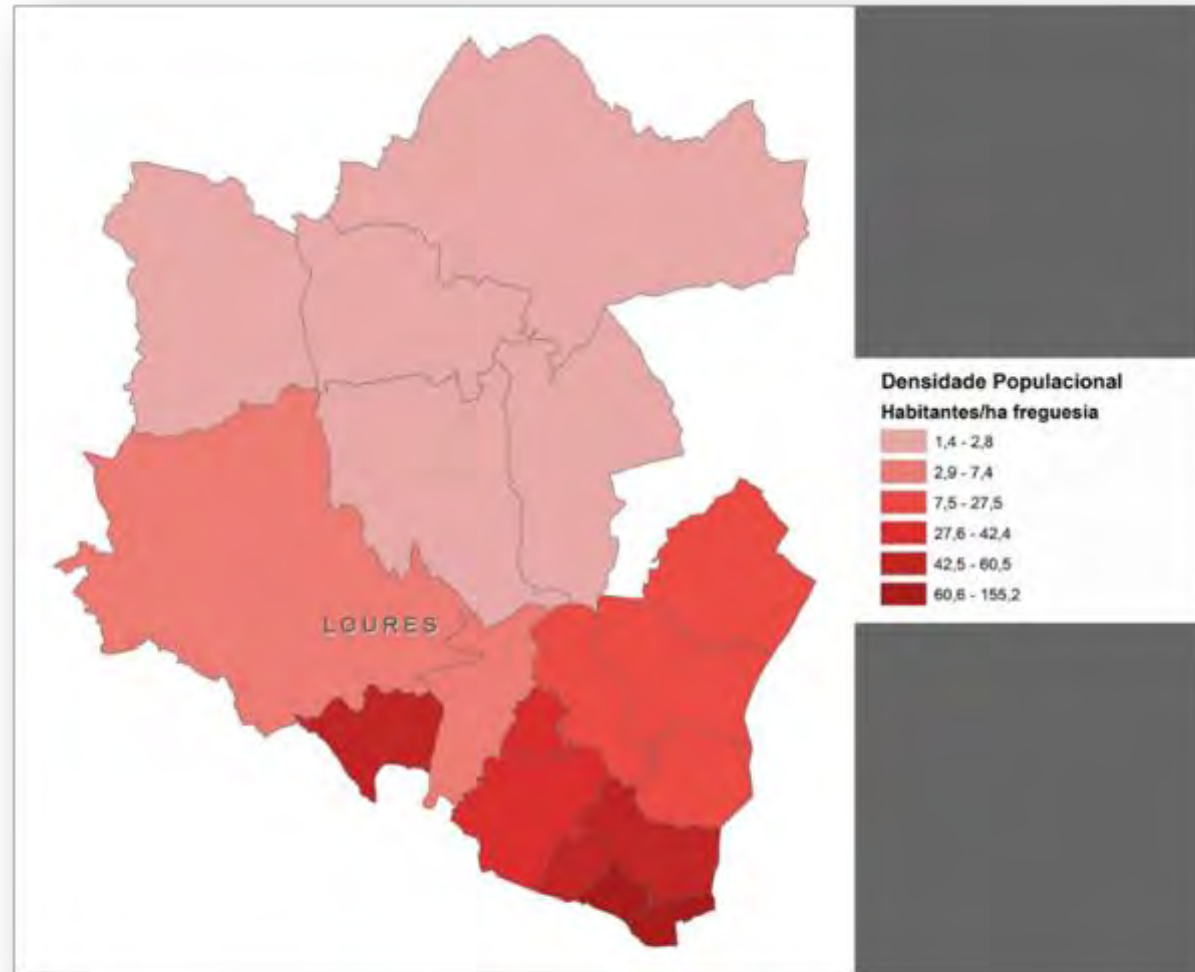 LOURES
Densidade Populacional
Habitantes/ha freguesia
1,4 - 2,8
2,9 - 7,4
7,5 - 27,5
27,6 - 42,4
42,5 - 60,5
60,6 - 155,2